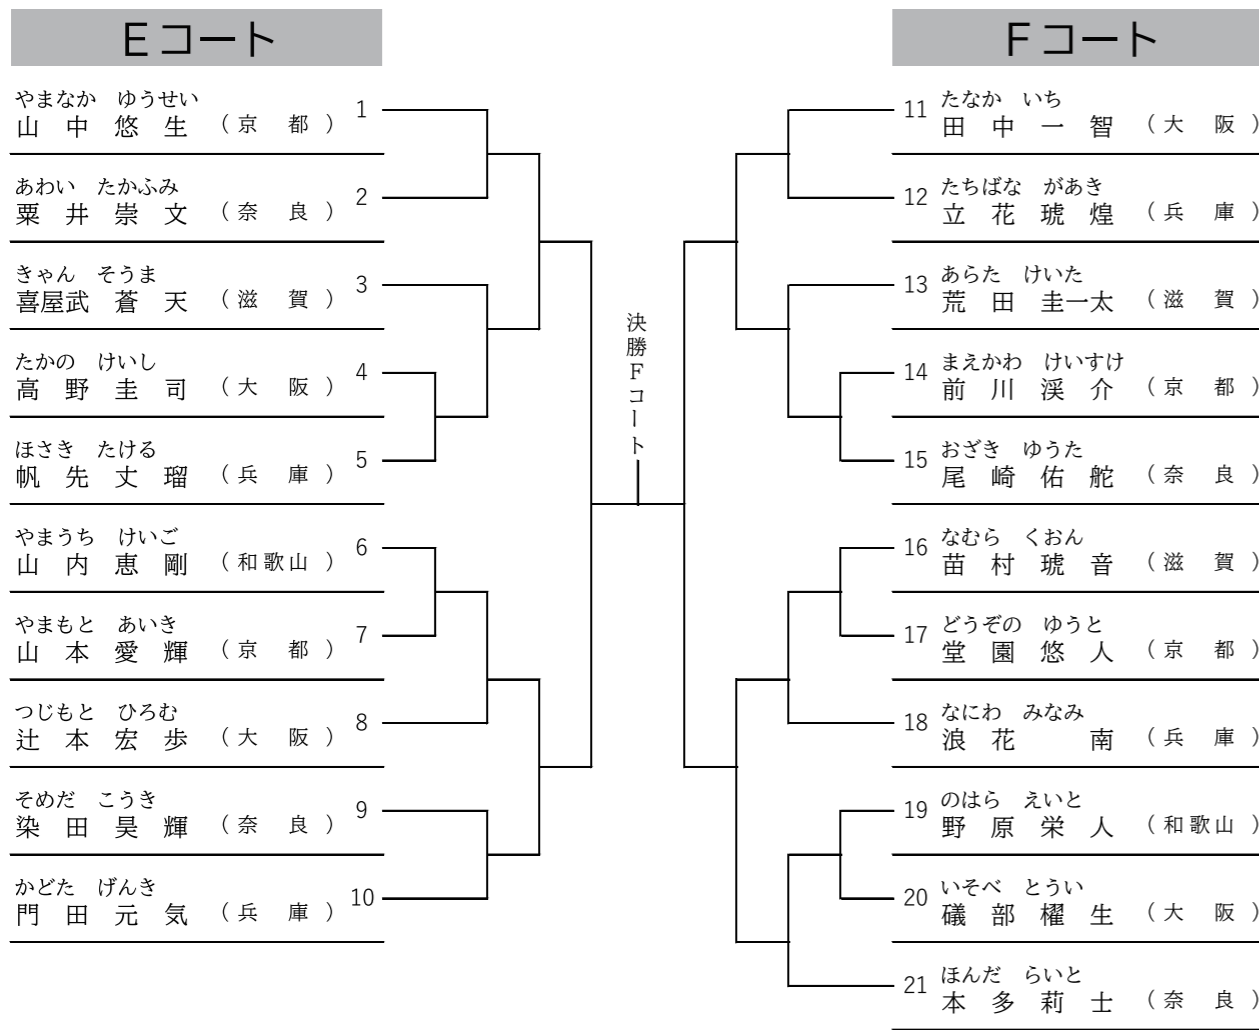 Eコート
やまなか ゆうせい
山中悠生 (京都) 1
あわい たかふみ
粟井崇文 (奈良) 2
きゃん そうま
喜屋武蒼天 (滋賀) 3
たかの けいし
高野圭司 (大阪) 4
ほさき たける
帆先丈瑠 (兵庫) 5
やまうち けいご
山内恵剛 (和歌山) 6
やまもと あいき
山本愛輝 (京都) 7
つじもと ひろむ
辻本宏歩 (大阪) 8
そめだ こうき
染田昊輝 (奈良) 9
かどた げんき
門田元気 (兵庫) 10
決勝Fコート
Fコート
たなか いち
11 田中一智 (大阪)
たちばな があき
12 立花琥煌 (兵庫)
あらた けいた
13 荒田圭一太 (滋賀)
まえかわ けいすけ
14 前川渓介 (京都)
おざき ゆうた
15 尾崎佑舵 (奈良)
なむら くおん
16 苗村琥音 (滋賀)
どうぞの ゆうと
17 堂園悠人 (京都)
なにわ みなみ
18 浪花南 (兵庫)
のはら えいと
19 野原栄人 (和歌山)
いそべ とうい
20 礒部櫂生 (大阪)
ほんだ らいと
21 本多莉士 (奈良)